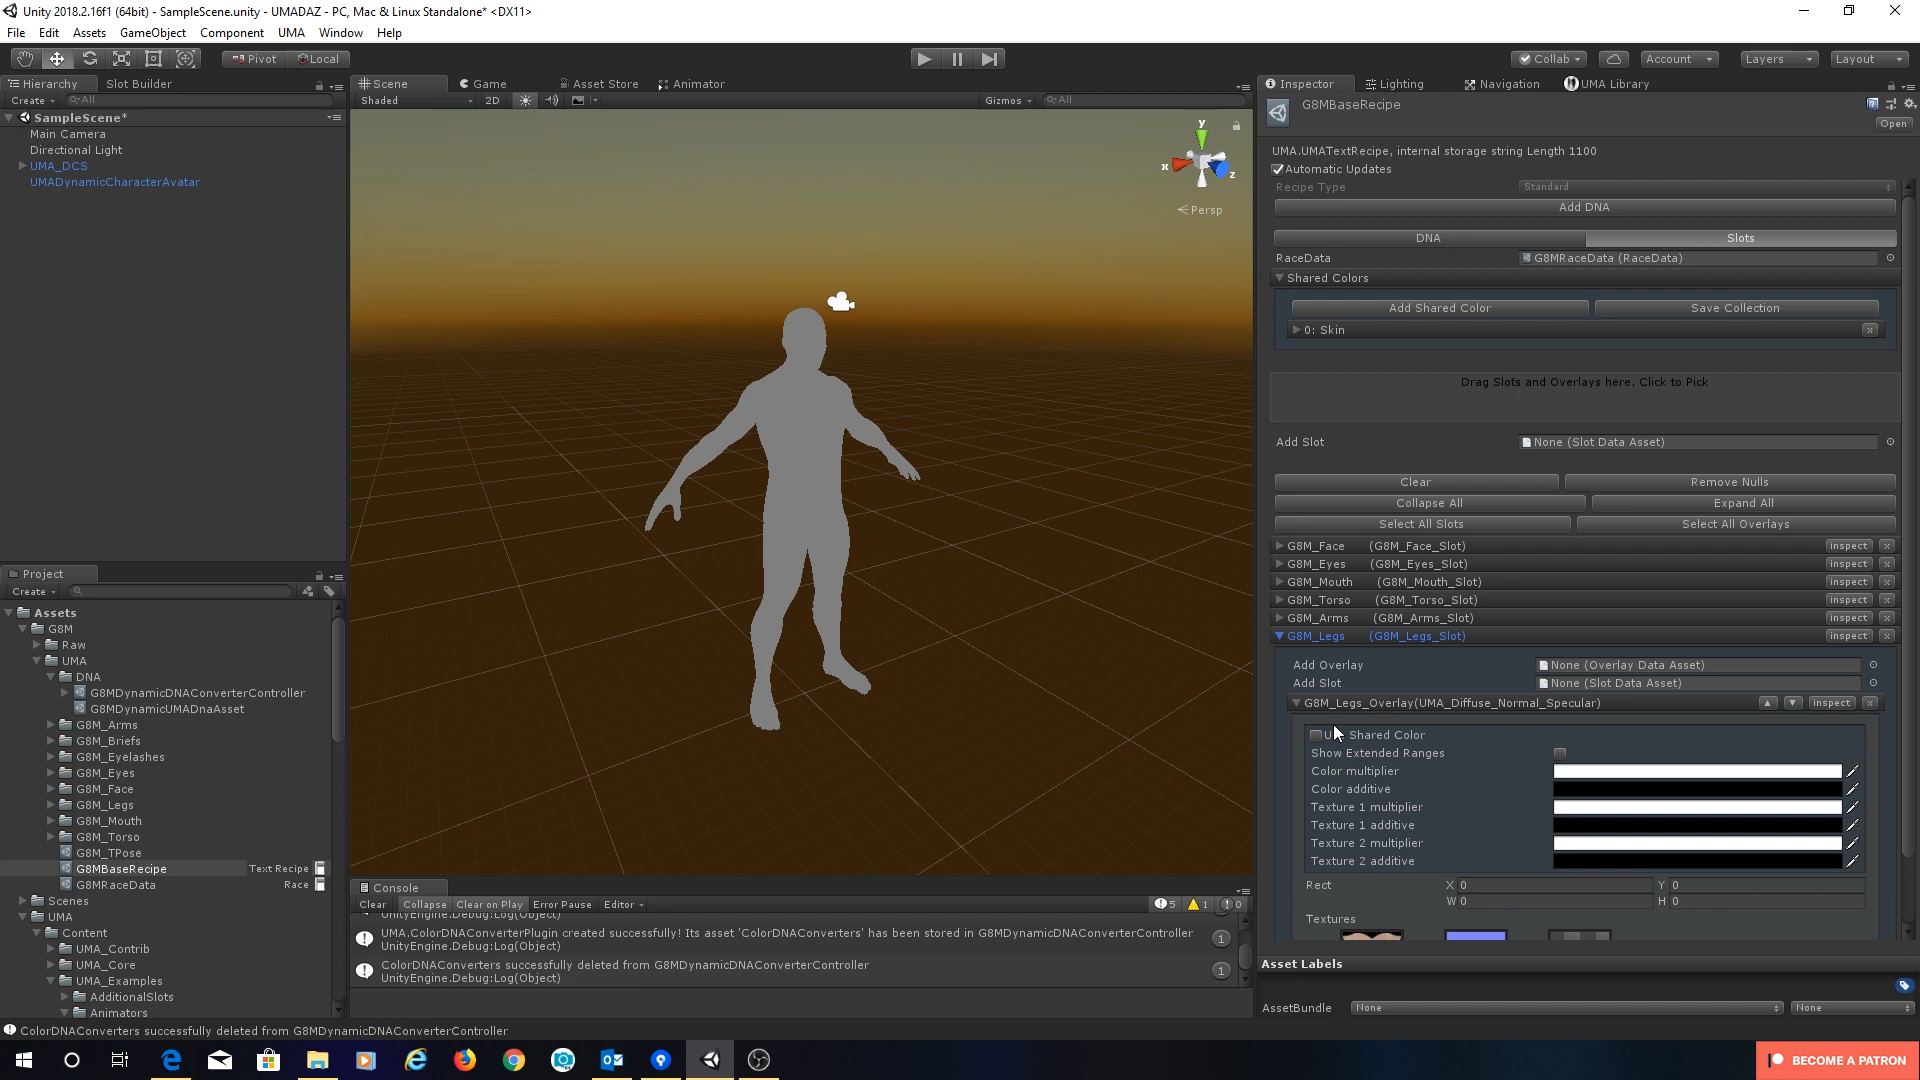 Unity 2018.2.16f1 (64bit) - SampleScene.unity - UMADAZ - PC, Mac & Linux Standalone* <DX11>
File Edit Assets GameObject Component UMA Window Help
Pivot Local Collab Account Layers Layout
Hierarchy Slot Builder
Create All
SampleScene*
Main Camera
Directional Light
UMA_DCS
UMADynamicCharacterAvatar
Scene Game Asset Store Animator
Shaded 2D Gizmos All
y
x
z
Persp
Project
Create
Assets
G8M
Raw
UMA
DNA
G8MDynamicDNAConverterController
G8MDynamicUMADnaAsset
G8M_Arms
G8M_Briefs
G8M_Eyelashes
G8M_Eyes
G8M_Face
G8M_Legs
G8M_Mouth
G8M_Torso
G8M_TPose
G8MBaseRecipe Text Recipe
G8MRaceData Race
Scenes
UMA
Content
UMA_Contrib
UMA_Core
UMA_Examples
AdditionalSlots
Animators
Console
Clear Collapse Clear on Play Error Pause Editor 5 1 0
UnityEngine.Debug:Log(Object)
UMA.ColorDNAConverterPlugin created successfully! Its asset 'ColorDNAConverters' has been stored in G8MDynamicDNAConverterController 1
UnityEngine.Debug:Log(Object)
ColorDNAConverters successfully deleted from G8MDynamicDNAConverterController 1
UnityEngine.Debug:Log(Object)
Inspector Lighting Navigation UMA Library
G8MBaseRecipe
Open
UMA.UMATextRecipe, internal storage string Length 1100
Automatic Updates
Recipe Type Standard
Add DNA
DNA Slots
RaceData G8MRaceData (RaceData)
Shared Colors
Add Shared Color Save Collection
0: Skin x
Drag Slots and Overlays here. Click to Pick
Add Slot None (Slot Data Asset)
Clear Remove Nulls
Collapse All Expand All
Select All Slots Select All Overlays
G8M_Face (G8M_Face_Slot) inspect x
G8M_Eyes (G8M_Eyes_Slot) inspect x
G8M_Mouth (G8M_Mouth_Slot) inspect x
G8M_Torso (G8M_Torso_Slot) inspect x
G8M_Arms (G8M_Arms_Slot) inspect x
G8M_Legs (G8M_Legs_Slot) inspect x
Add Overlay None (Overlay Data Asset)
Add Slot None (Slot Data Asset)
G8M_Legs_Overlay(UMA_Diffuse_Normal_Specular) inspect x
Shared Color
Show Extended Ranges
Color multiplier
Color additive
Texture 1 multiplier
Texture 1 additive
Texture 2 multiplier
Texture 2 additive
Rect X 0 Y 0
W 0 H 0
Textures
Asset Labels
AssetBundle None None
ColorDNAConverters successfully deleted from G8MDynamicDNAConverterController
BECOME A PATRON